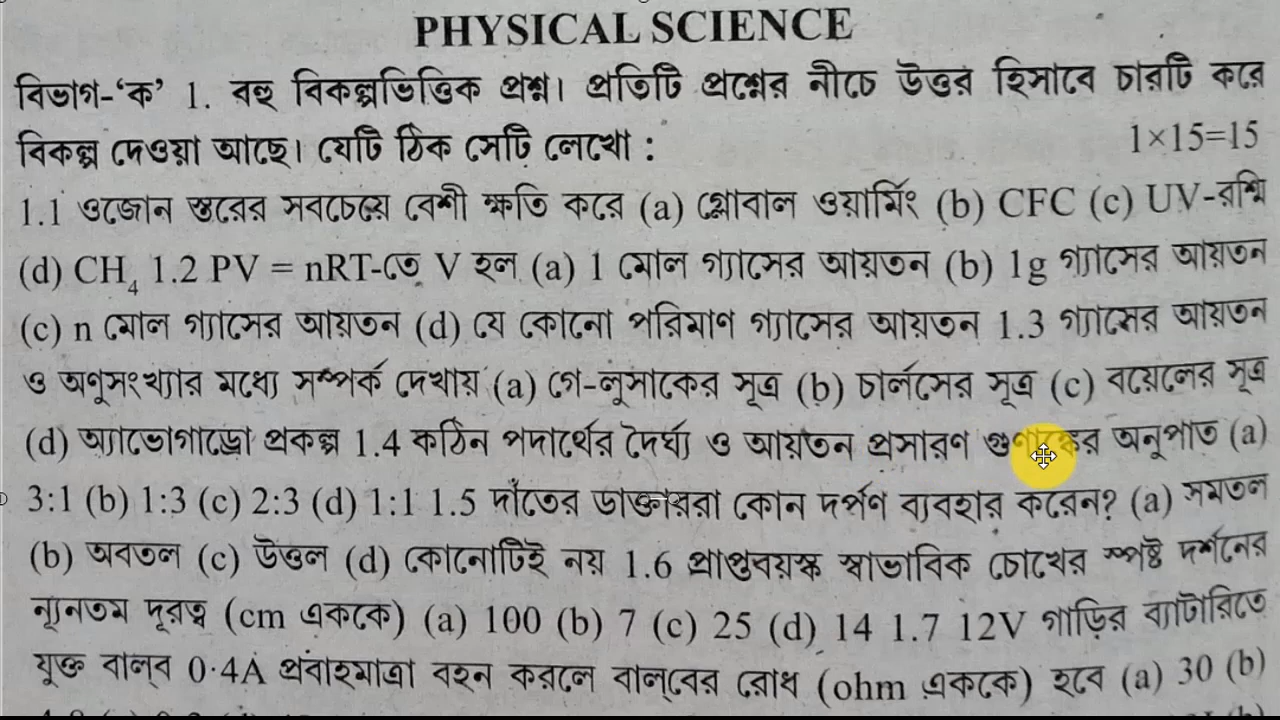 PHYSICAL SCIENCE
বিভাগ-‘ক’ 1. বহু বিকল্পভিত্তিক প্রশ্ন। প্রতিটি প্রশ্নের নীচে উত্তর হিসাবে চারটি করে
বিকল্প দেওয়া আছে। যেটি ঠিক সেটি লেখো : 1×15=15
1.1 ওজোন স্তরের সবচেয়ে বেশী ক্ষতি করে (a) গ্লোবাল ওয়ার্মিং (b) CFC (c) UV-রশ্মি
(d) CH₄ 1.2 PV = nRT-তে V হল (a) 1 মোল গ্যাসের আয়তন (b) 1g গ্যাসের আয়তন
(c) n মোল গ্যাসের আয়তন (d) যে কোনো পরিমাণ গ্যাসের আয়তন 1.3 গ্যাসের আয়তন
ও অণুসংখ্যার মধ্যে সম্পর্ক দেখায় (a) গে-লুসাকের সূত্র (b) চার্লসের সূত্র (c) বয়েলের সূত্র
(d) অ্যাভোগাড্রো প্রকল্প 1.4 কঠিন পদার্থের দৈর্ঘ্য ও আয়তন প্রসারণ গুণাঙ্কের অনুপাত (a)
3:1 (b) 1:3 (c) 2:3 (d) 1:1 1.5 দাঁতের ডাক্তাররা কোন দর্পণ ব্যবহার করেন? (a) সমতল
(b) অবতল (c) উত্তল (d) কোনোটিই নয় 1.6 প্রাপ্তবয়স্ক স্বাভাবিক চোখের স্পষ্ট দর্শনের
ন্যূনতম দূরত্ব (cm এককে) (a) 100 (b) 7 (c) 25 (d) 14 1.7 12V গাড়ির ব্যাটারিতে
যুক্ত বাল্‌ব 0·4A প্রবাহমাত্রা বহন করলে বাল্‌বের রোধ (ohm এককে) হবে (a) 30 (b)